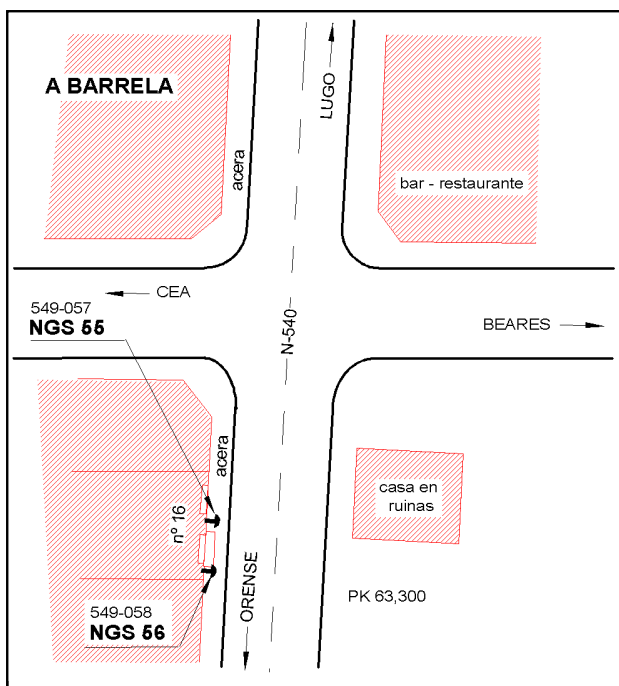 A BARRELA
LUGO
acera
bar - restaurante
CEA
549-057
NGS 55
BEARES
N-540
acera
nº 16
casa en
ruinas
ORENSE
PK 63,300
549-058
NGS 56